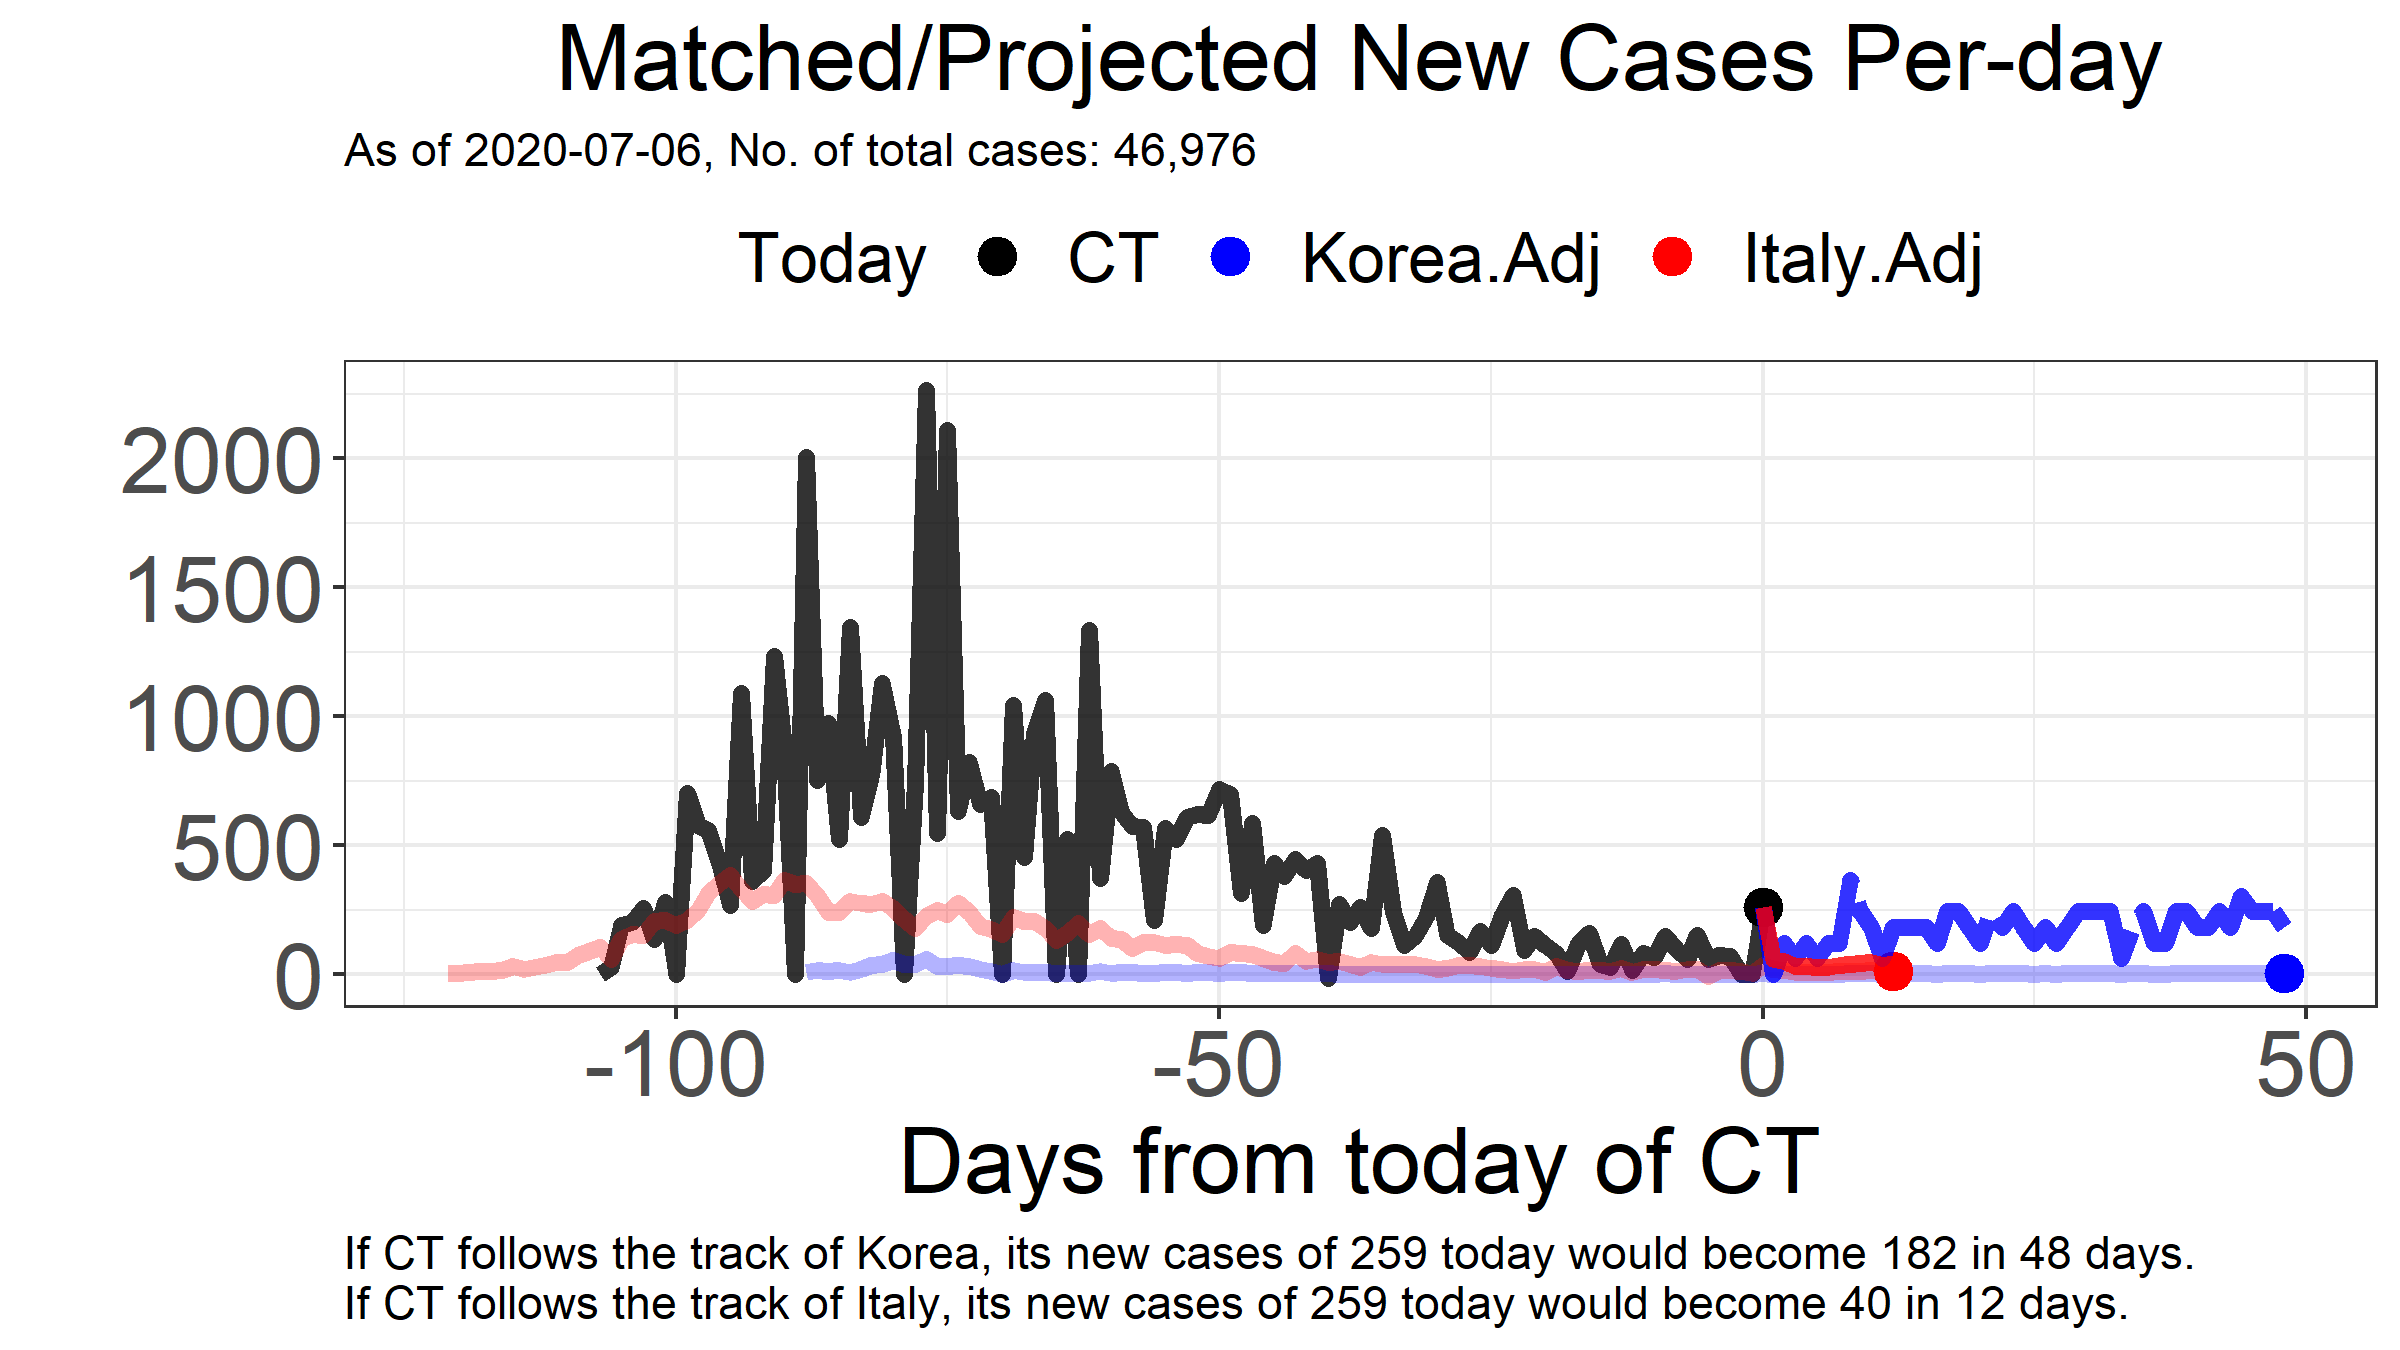 Matched/Projected New Cases Per-day
As of 2020-07-06, No. of total cases: 46,976
Today CT Korea.Adj Italy.Adj
2000
1500
1000
500
0
-100 -50 0 50
Days from today of CT
If CT follows the track of Korea, its new cases of 259 today would become 182 in 48 days.
If CT follows the track of Italy, its new cases of 259 today would become 40 in 12 days.